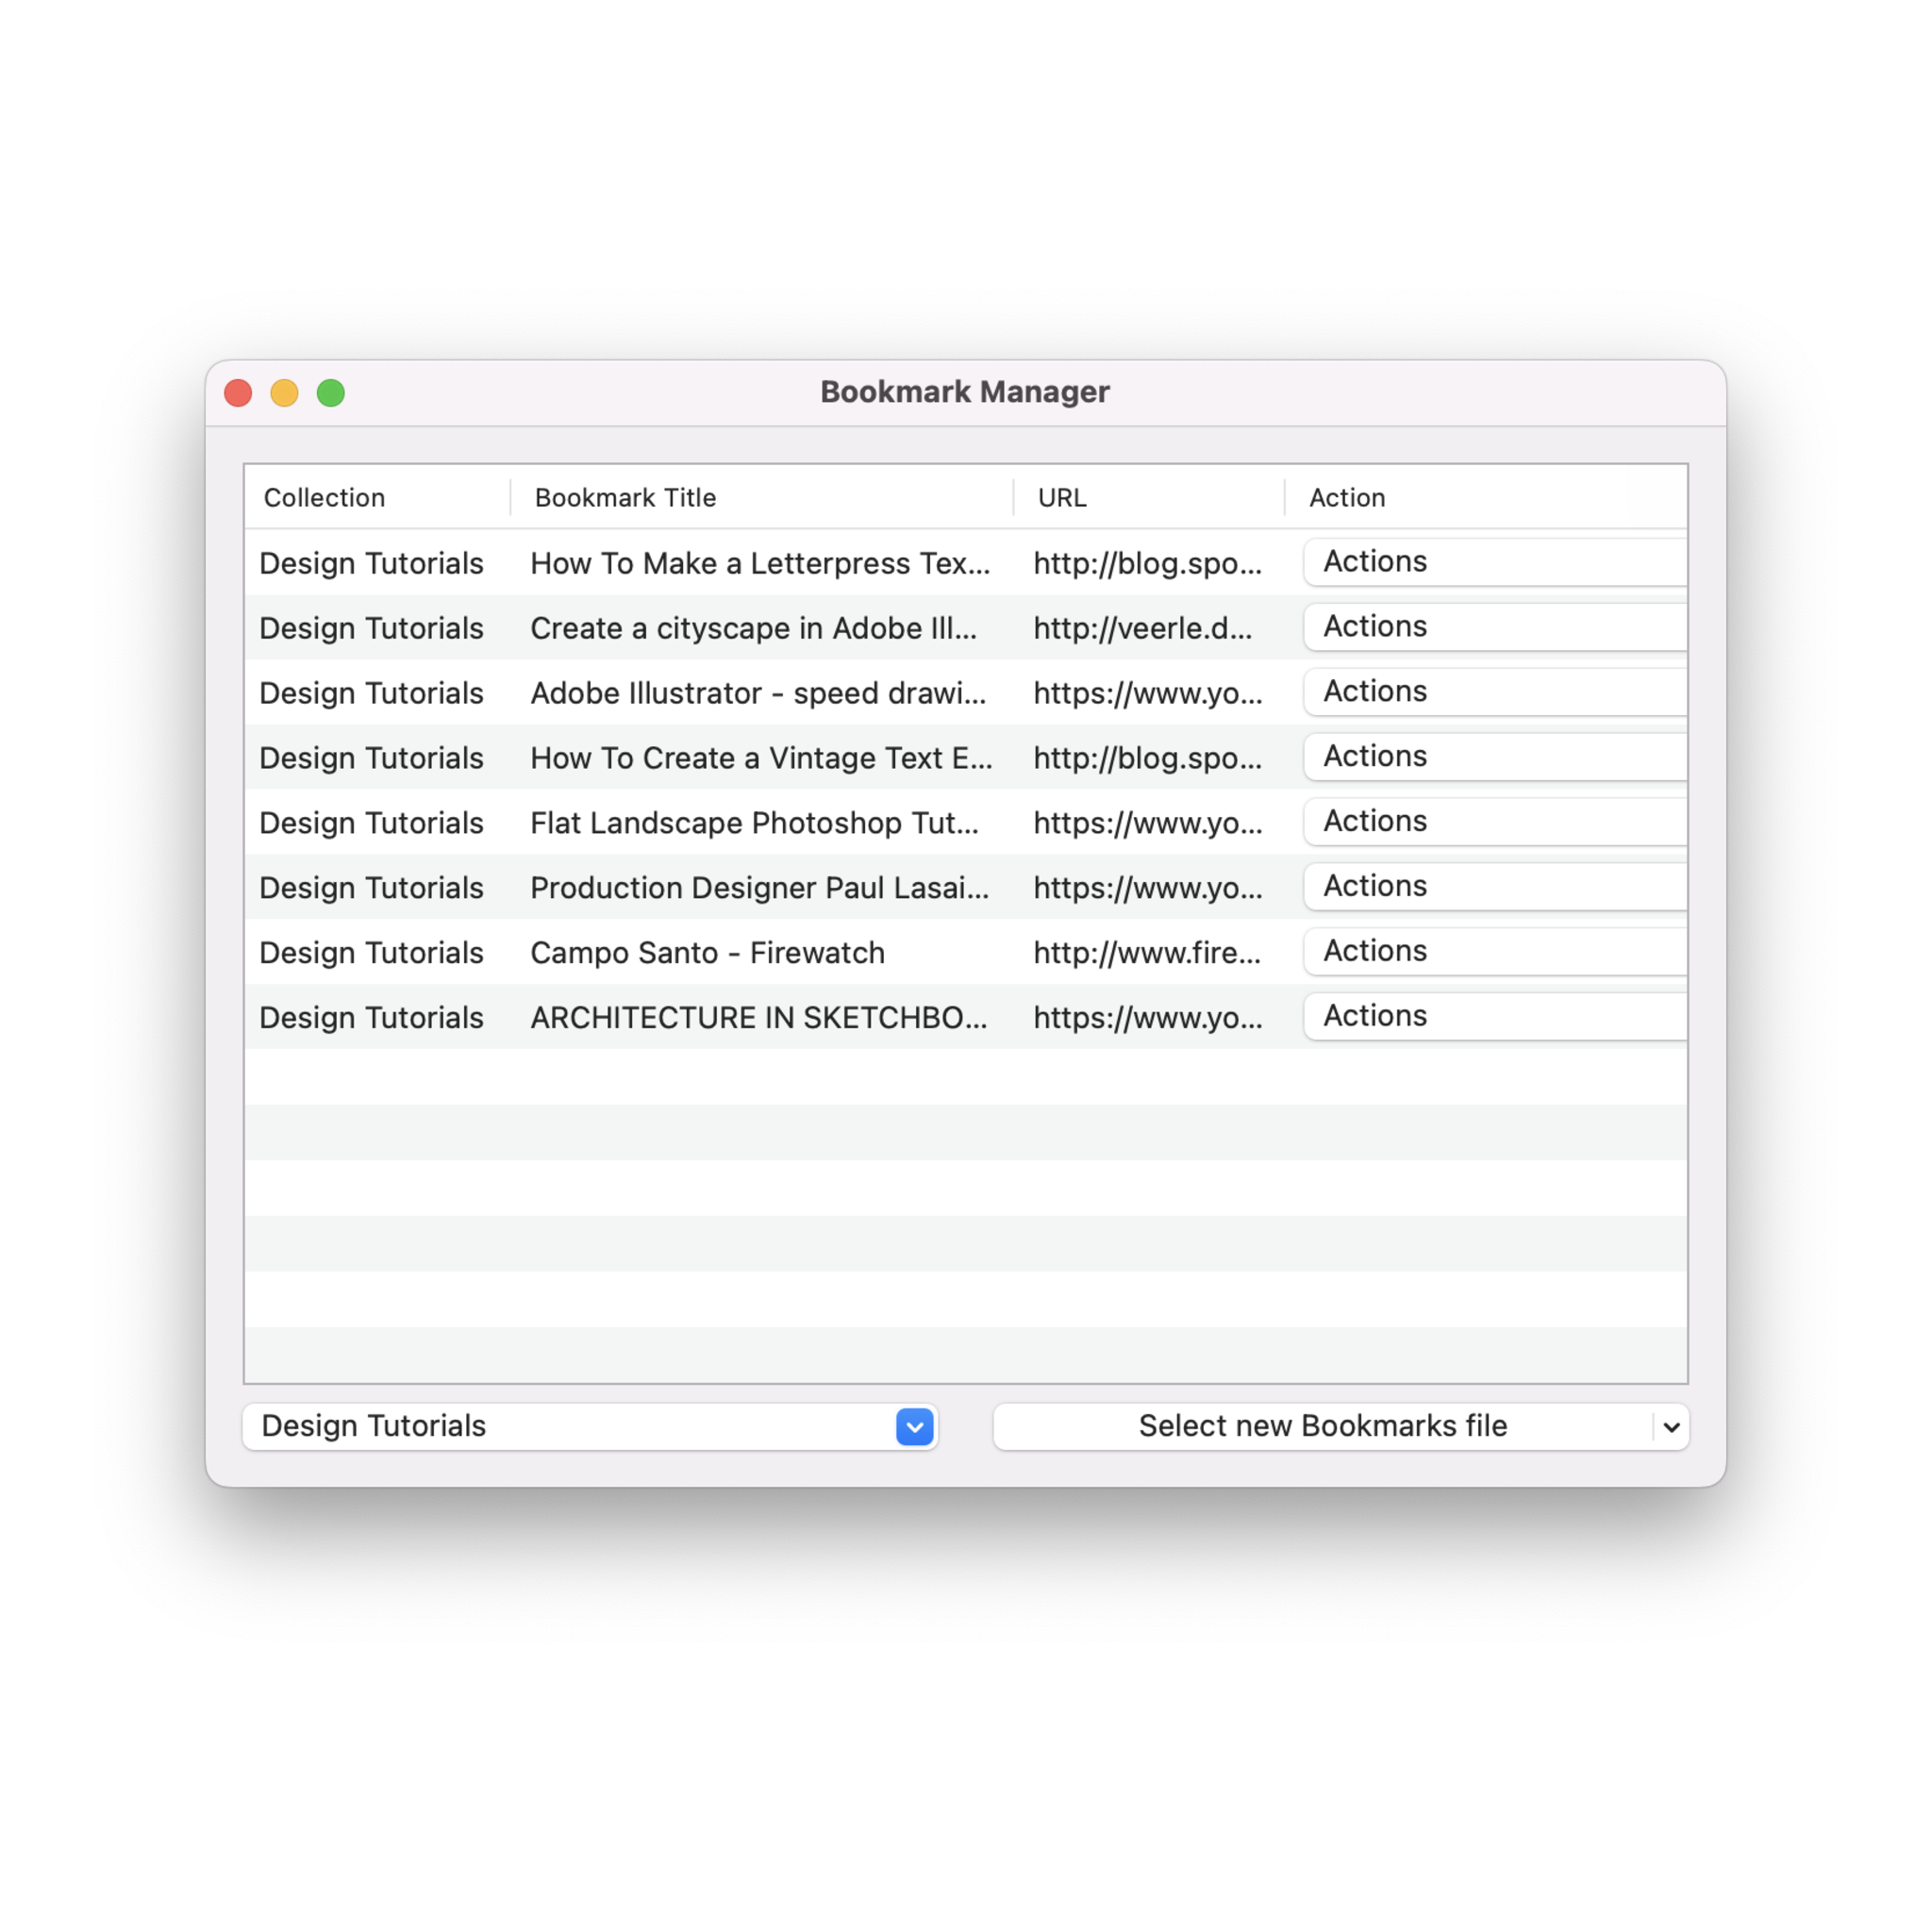 Bookmark Manager
Collection Bookmark Title URL Action
Design Tutorials How To Make a Letterpress Tex... http://blog.spo... Actions
Design Tutorials Create a cityscape in Adobe Ill... http://veerle.d... Actions
Design Tutorials Adobe Illustrator - speed drawi... https://www.yo... Actions
Design Tutorials How To Create a Vintage Text E... http://blog.spo... Actions
Design Tutorials Flat Landscape Photoshop Tut... https://www.yo... Actions
Design Tutorials Production Designer Paul Lasai... https://www.yo... Actions
Design Tutorials Campo Santo - Firewatch http://www.fire... Actions
Design Tutorials ARCHITECTURE IN SKETCHBO... https://www.yo... Actions
Design Tutorials Select new Bookmarks file